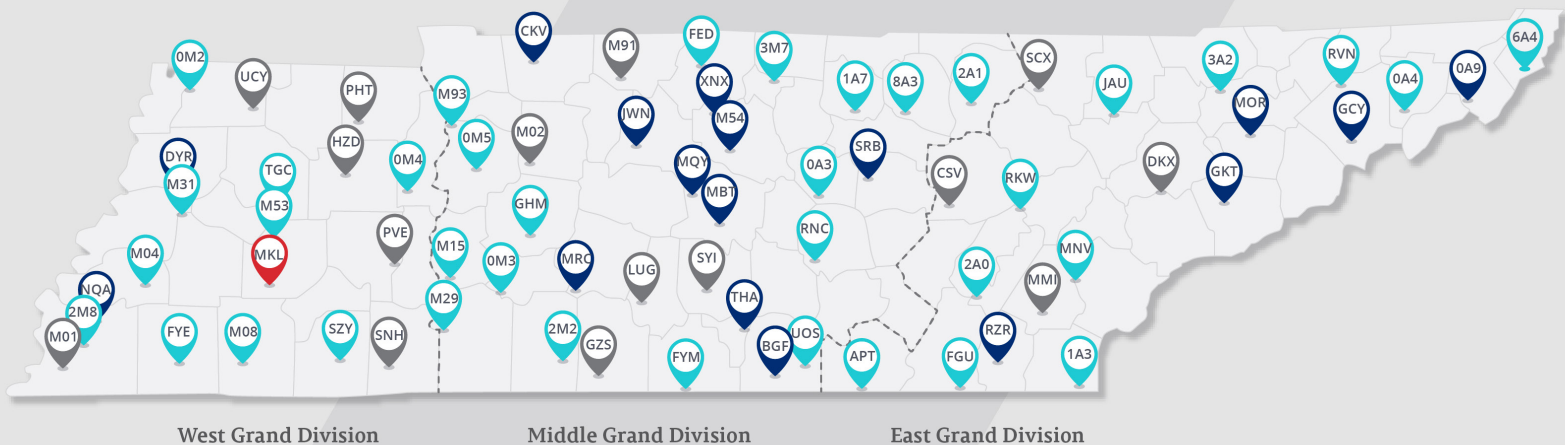 0M2
UCY
PHT
HZD
0M4
DYR
M31
TGC
M53
MKL
M04
NQA
2M8
M01
FYE
M08
SZY
SNH
PVE
CKV
M91
FED
3M7
M93
0M5
M02
JWN
XNX
M54
MQY
MBT
1A7
8A3
2A1
0A3
SRB
GHM
M15
0M3
MRC
LUG
SYI
RNC
M29
2M2
GZS
FYM
THA
BGF
UOS
SCX
JAU
3A2
MOR
RVN
GCY
0A4
0A9
6A4
CSV
RKW
DKX
GKT
2A0
MNV
MMI
APT
FGU
RZR
1A3
West Grand Division
Middle Grand Division
East Grand Division